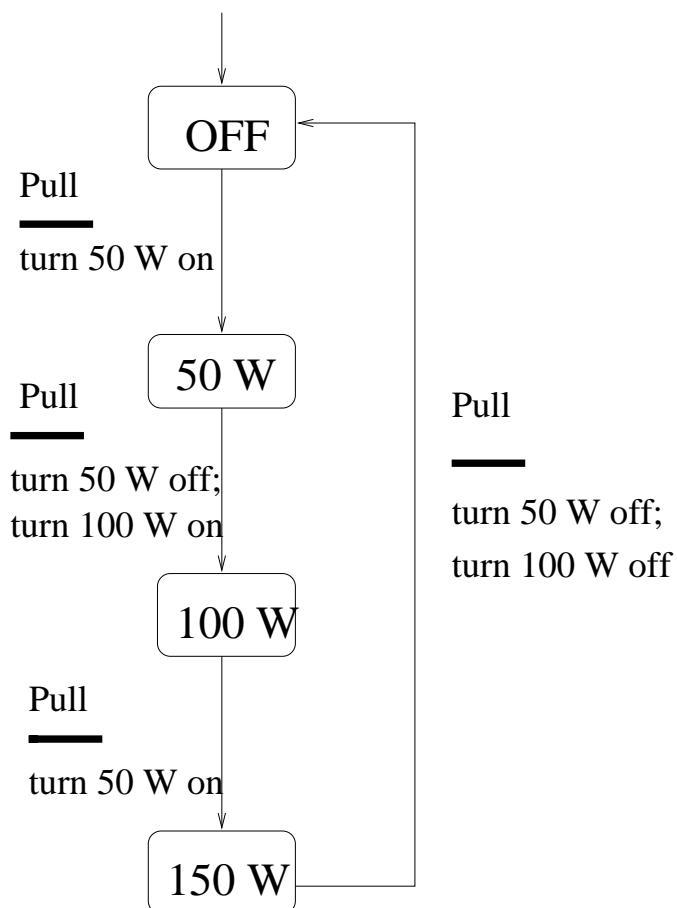 OFF
Pull
turn 50 W on
50 W
Pull
turn 50 W off;
turn 100 W on
Pull
turn 50 W off;
turn 100 W off
100 W
Pull
turn 50 W on
150 W